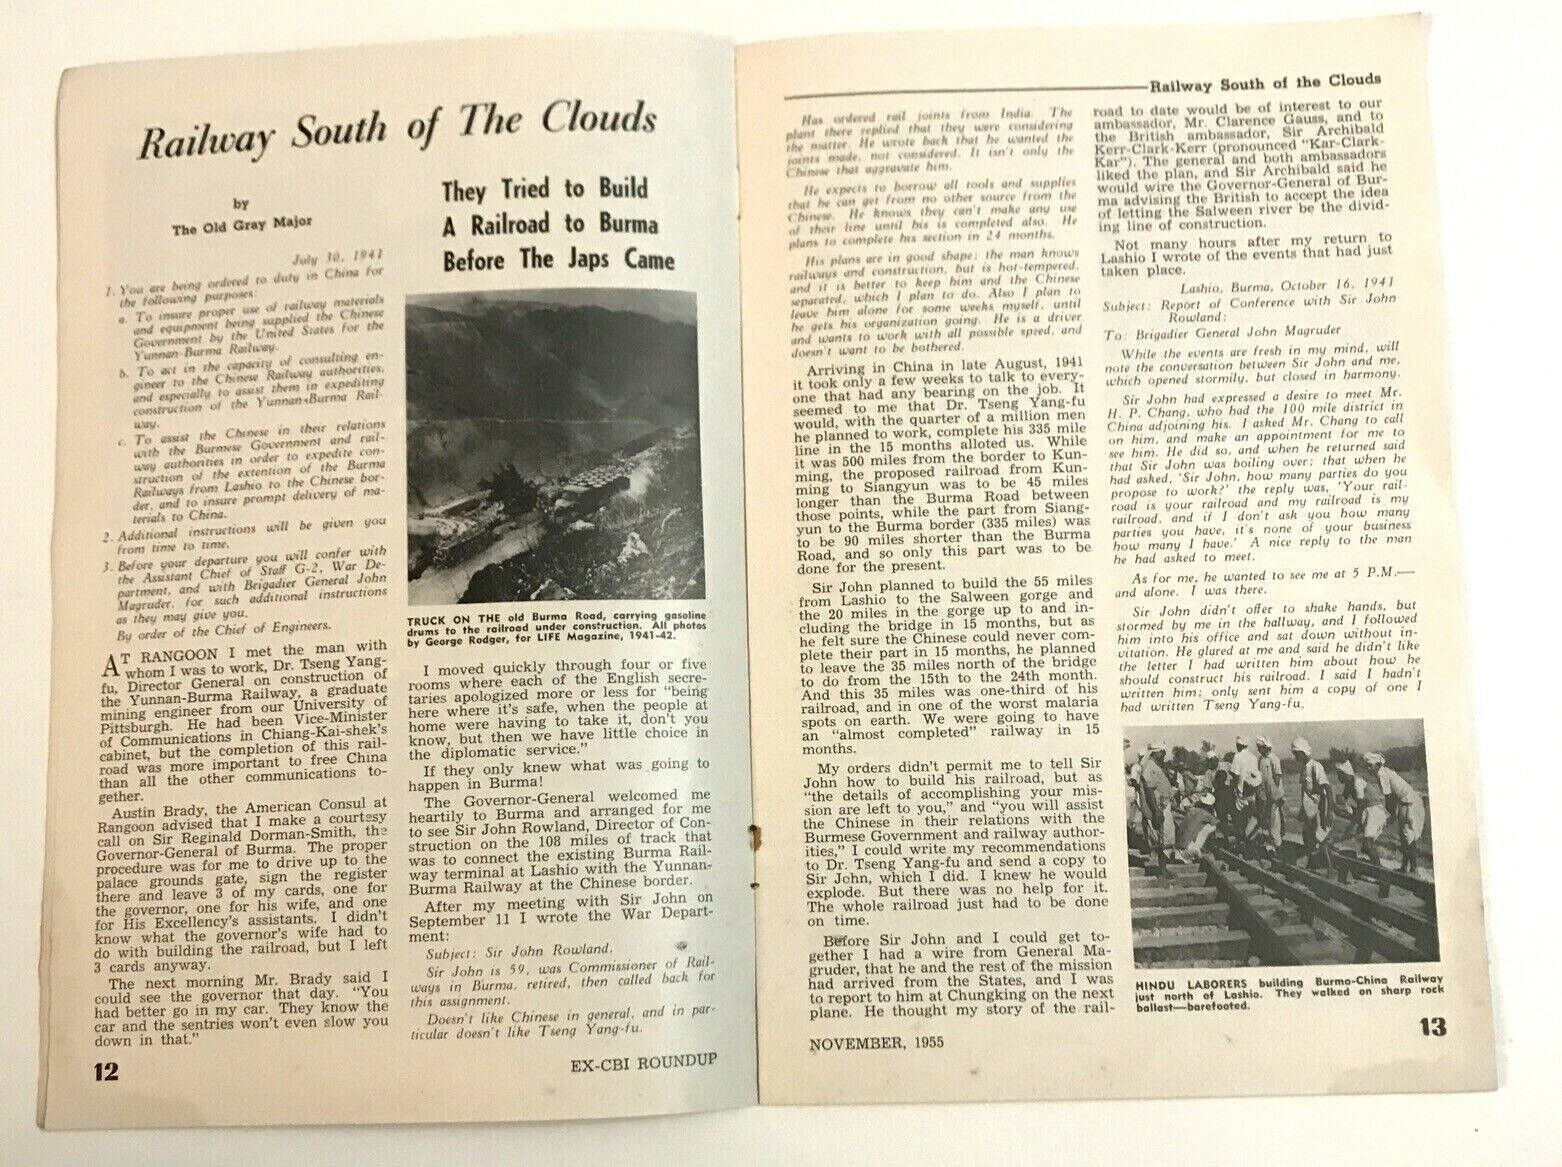 Railway South of The Clouds
by
The Old Gray Major
They Tried to Build
A Railroad to Burma
Before The Japs Came
July 30, 1941
1. You are being ordered to duty in China for
the following purposes:
a. To insure proper use of railway materials
and equipment being supplied the Chinese
Government by the United States for the
Yunnan-Burma Railway.
b. To act in the capacity of consulting en-
gineer to the Chinese Railway authorities,
and especially to assist them in expediting
construction of the Yunnan-Burma Rail-
way.
c. To assist the Chinese in their relations
with the Burmese Government and rail-
way authorities in order to expedite con-
struction of the extention of the Burma
Railways from Lashio to the Chinese bor-
der, and to insure prompt delivery of ma-
terials to China.
2. Additional instructions will be given you
from time to time.
3. Before your departure you will confer with
the Assistant Chief of Staff G-2, War De-
partment, and with Brigadier General John
Magruder, for such additional instructions
as they may give you.
By order of the Chief of Engineers.
AT RANGOON I met the man with
whom I was to work, Dr. Tseng Yang-
fu, Director General on construction of
the Yunnan-Burma Railway, a graduate
mining engineer from our University of
Pittsburgh. He had been Vice-Minister
of Communications in Chiang-Kai-shek's
cabinet, but the completion of this rail-
road was more important to free China
than all the other communications to-
gether.
Austin Brady, the American Consul at
Rangoon advised that I make a courtesy
call on Sir Reginald Dorman-Smith, the
Governor-General of Burma. The proper
procedure was for me to drive up to the
palace grounds gate, sign the register
there and leave 3 of my cards, one for
the governor, one for his wife, and one
for His Excellency's assistants. I didn't
know what the governor's wife had to
do with building the railroad, but I left
3 cards anyway.
The next morning Mr. Brady said I
could see the governor that day. "You
had better go in my car. They know the
car and the sentries won't even slow you
down in that."
TRUCK ON THE old Burma Road, carrying gasoline
drums to the railroad under construction. All photos
by George Rodger, for LIFE Magazine, 1941-42.
I moved quickly through four or five
rooms where each of the English secre-
taries apologized more or less for "being
here where it's safe, when the people at
home were having to take it, don't you
know, but then we have little choice in
the diplomatic service."
If they only knew what was going to
happen in Burma!
The Governor-General welcomed me
heartily to Burma and arranged for me
to see Sir John Rowland, Director of Con-
struction on the 108 miles of track that
was to connect the existing Burma Rail-
way terminal at Lashio with the Yunnan-
Burma Railway at the Chinese border.
After my meeting with Sir John on
September 11 I wrote the War Depart-
ment:
Subject: Sir John Rowland.
Sir John is 59, was Commissioner of Rail-
ways in Burma, retired, then called back for
this assignment.
Doesn't like Chinese in general, and in par-
ticular doesn't like Tseng Yang-fu.
12
EX-CBI ROUNDUP
Railway South of the Clouds
Has ordered rail joints from India. The
plant there replied that they were considering
the matter. He wrote back that he wanted the
joints made, not considered. It isn't only the
Chinese that aggravate him.
He expects to borrow all tools and supplies
that he can get from no other source from the
Chinese. He knows they can't make any use
of their line until his is completed also. He
plans to complete his section in 24 months.
His plans are in good shape; the man knows
railways and construction, but is hot-tempered,
and it is better to keep him and the Chinese
separated, which I plan to do. Also I plan to
leave him alone for some weeks myself, until
he gets his organization going. He is a driver
and wants to work with all possible speed, and
doesn't want to be bothered.
Arriving in China in late August, 1941
it took only a few weeks to talk to every-
one that had any bearing on the job. It
seemed to me that Dr. Tseng Yang-fu
would, with the quarter of a million men
he planned to work, complete his 335 mile
line in the 15 months alloted us. While
it was 500 miles from the border to Kun-
ming, the proposed railroad from Kun-
ming to Siangyun was to be 45 miles
longer than the Burma Road between
those points, while the part from Siang-
yun to the Burma border (335 miles) was
to be 90 miles shorter than the Burma
Road, and so only this part was to be
done for the present.
Sir John planned to build the 55 miles
from Lashio to the Salween gorge and
the 20 miles in the gorge up to and in-
cluding the bridge in 15 months, but as
he felt sure the Chinese could never com-
plete their part in 15 months, he planned
to leave the 35 miles north of the bridge
to do from the 15th to the 24th month.
And this 35 miles was one-third of his
railroad, and in one of the worst malaria
spots on earth. We were going to have
an "almost completed" railway in 15
months.
My orders didn't permit me to tell Sir
John how to build his railroad, but as
"the details of accomplishing your mis-
sion are left to you," and "you will assist
the Chinese in their relations with the
Burmese Government and railway author-
ities," I could write my recommendations
to Dr. Tseng Yang-fu and send a copy to
Sir John, which I did. I knew he would
explode. But there was no help for it.
The whole railroad just had to be done
on time.
Before Sir John and I could get to-
gether I had a wire from General Ma-
gruder, that he and the rest of the mission
had arrived from the States, and I was
to report to him at Chungking on the next
plane. He thought my story of the rail-
road to date would be of interest to our
ambassador, Mr. Clarence Gauss, and to
the British ambassador, Sir Archibald
Kerr-Clark-Kerr (pronounced "Kar-Clark-
Kar"). The general and both ambassadors
liked the plan, and Sir Archibald said he
would wire the Governor-General of Bur-
ma advising the British to accept the idea
of letting the Salween river be the divid-
ing line of construction.
Not many hours after my return to
Lashio I wrote of the events that had just
taken place.
Lashio, Burma, October 16, 1941
Subject: Report of Conference with Sir John
Rowland:
To: Brigadier General John Magruder
While the events are fresh in my mind, will
note the conversation between Sir John and me,
which opened stormily, but closed in harmony.
Sir John had expressed a desire to meet Mr.
H. P. Chang, who had the 100 mile district in
China adjoining his. I asked Mr. Chang to call
on him, and make an appointment for me to
see him. He did so, and when he returned said
that Sir John was boiling over; that when he
had asked, 'Sir John, how many parties do you
propose to work?' the reply was, 'Your rail-
road is your railroad and my railroad is my
railroad, and if I don't ask you how many
parties you have, it's none of your business
how many I have.' A nice reply to the man
he had asked to meet.
As for me, he wanted to see me at 5 P.M.—
and alone. I was there.
Sir John didn't offer to shake hands, but
stormed by me in the hallway, and I followed
him into his office and sat down without in-
vitation. He glared at me and said he didn't like
the letter I had written him about how he
should construct his railroad. I said I hadn't
written him; only sent him a copy of one I
had written Tseng Yang-fu.
HINDU LABORERS building Burma-China Railway
just north of Lashio. They walked on sharp rock
ballast—barefooted.
NOVEMBER, 1955
13